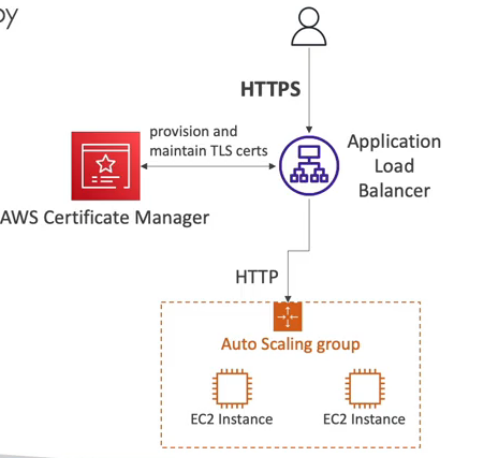 HTTPS
provision and
maintain TLS certs
Application
Load
Balancer
AWS Certificate Manager
HTTP
Auto Scaling group
EC2 Instance
EC2 Instance